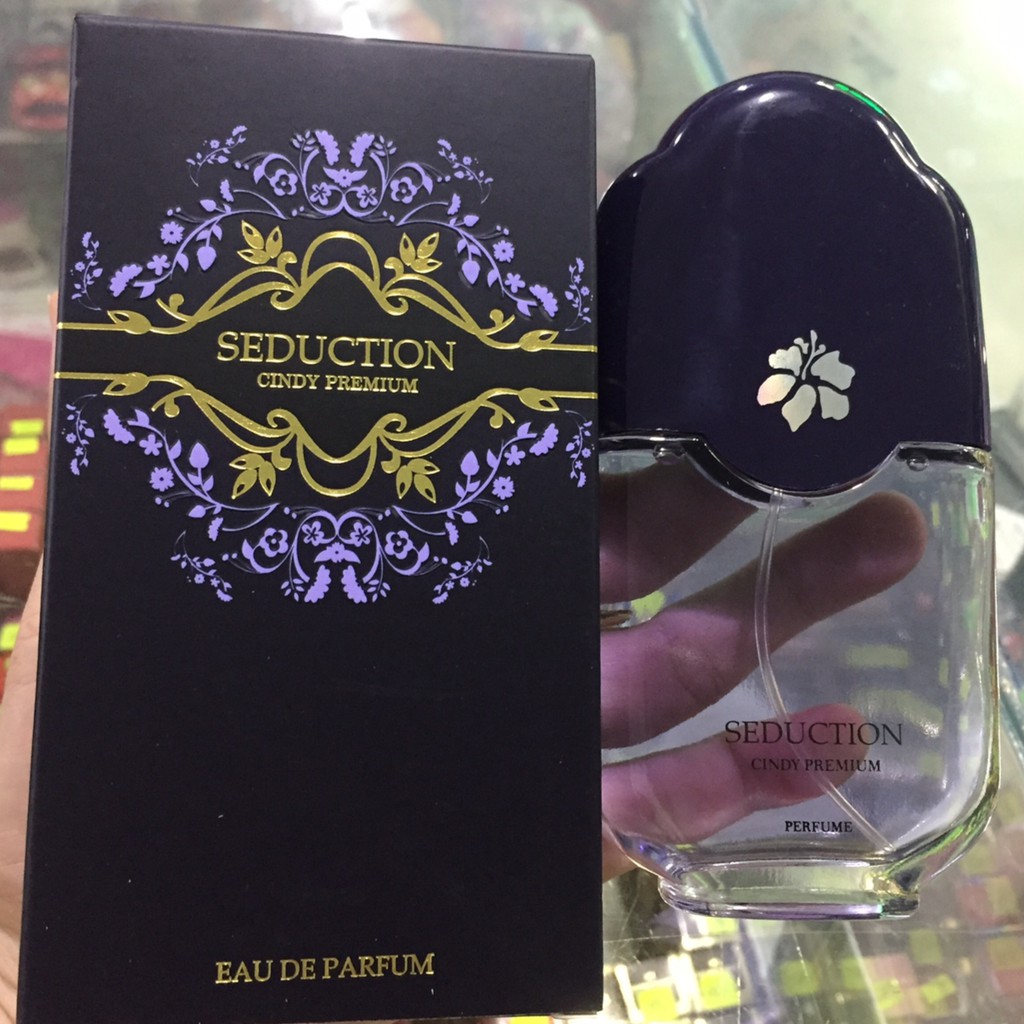 SEDUCTION
CINDY PREMIUM
EAU DE PARFUM
SEDUCTION
CINDY PREMIUM
PERFUME